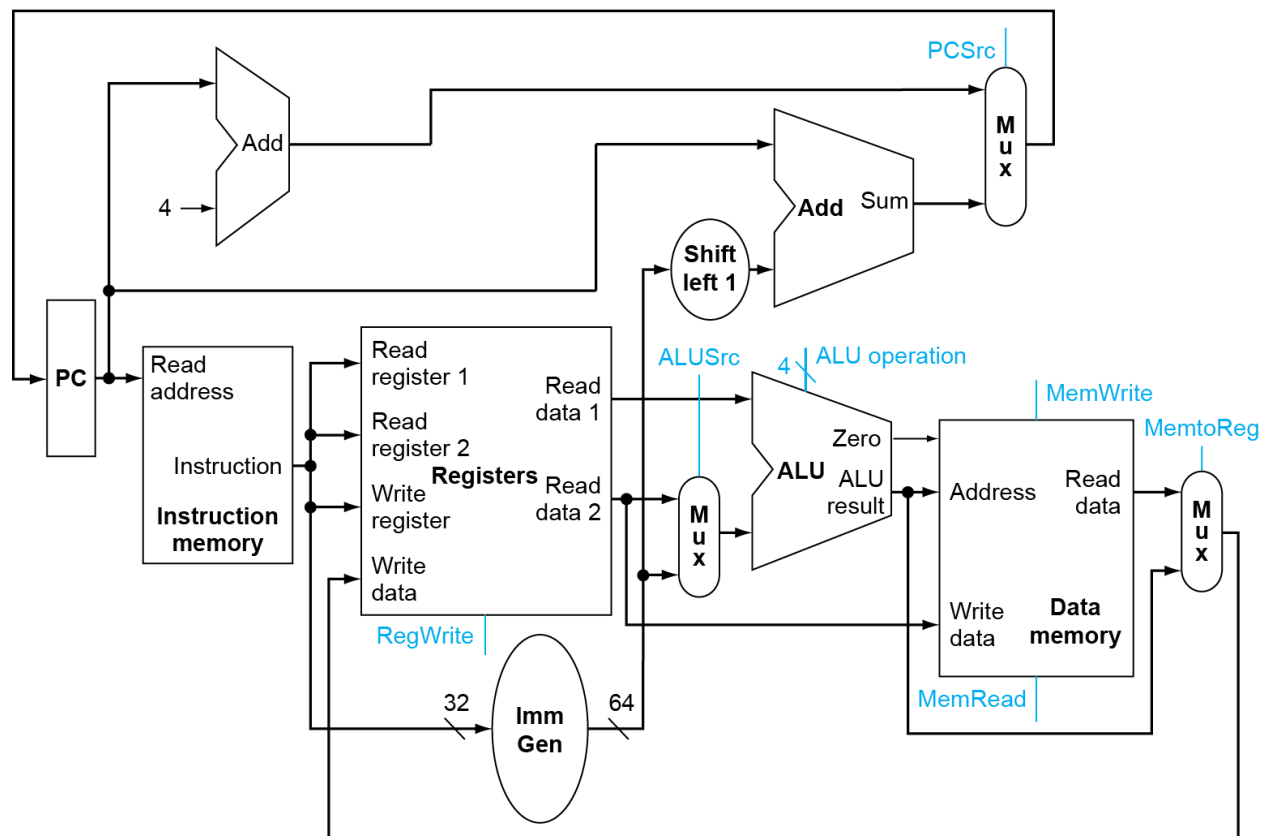 PCSrc
M
u
x
Add
4
Add
Sum
Shift
left 1
PC
Read
address
Instruction
Instruction
memory
Read
register 1
Read
register 2
Write
register
Write
data
Registers
Read
data 1
Read
data 2
RegWrite
ALUSrc
M
u
x
4
ALU operation
Zero
ALU
ALU
result
MemWrite
Address
Read
data
Write
data
Data
memory
MemRead
MemtoReg
M
u
x
32
Imm
Gen
64